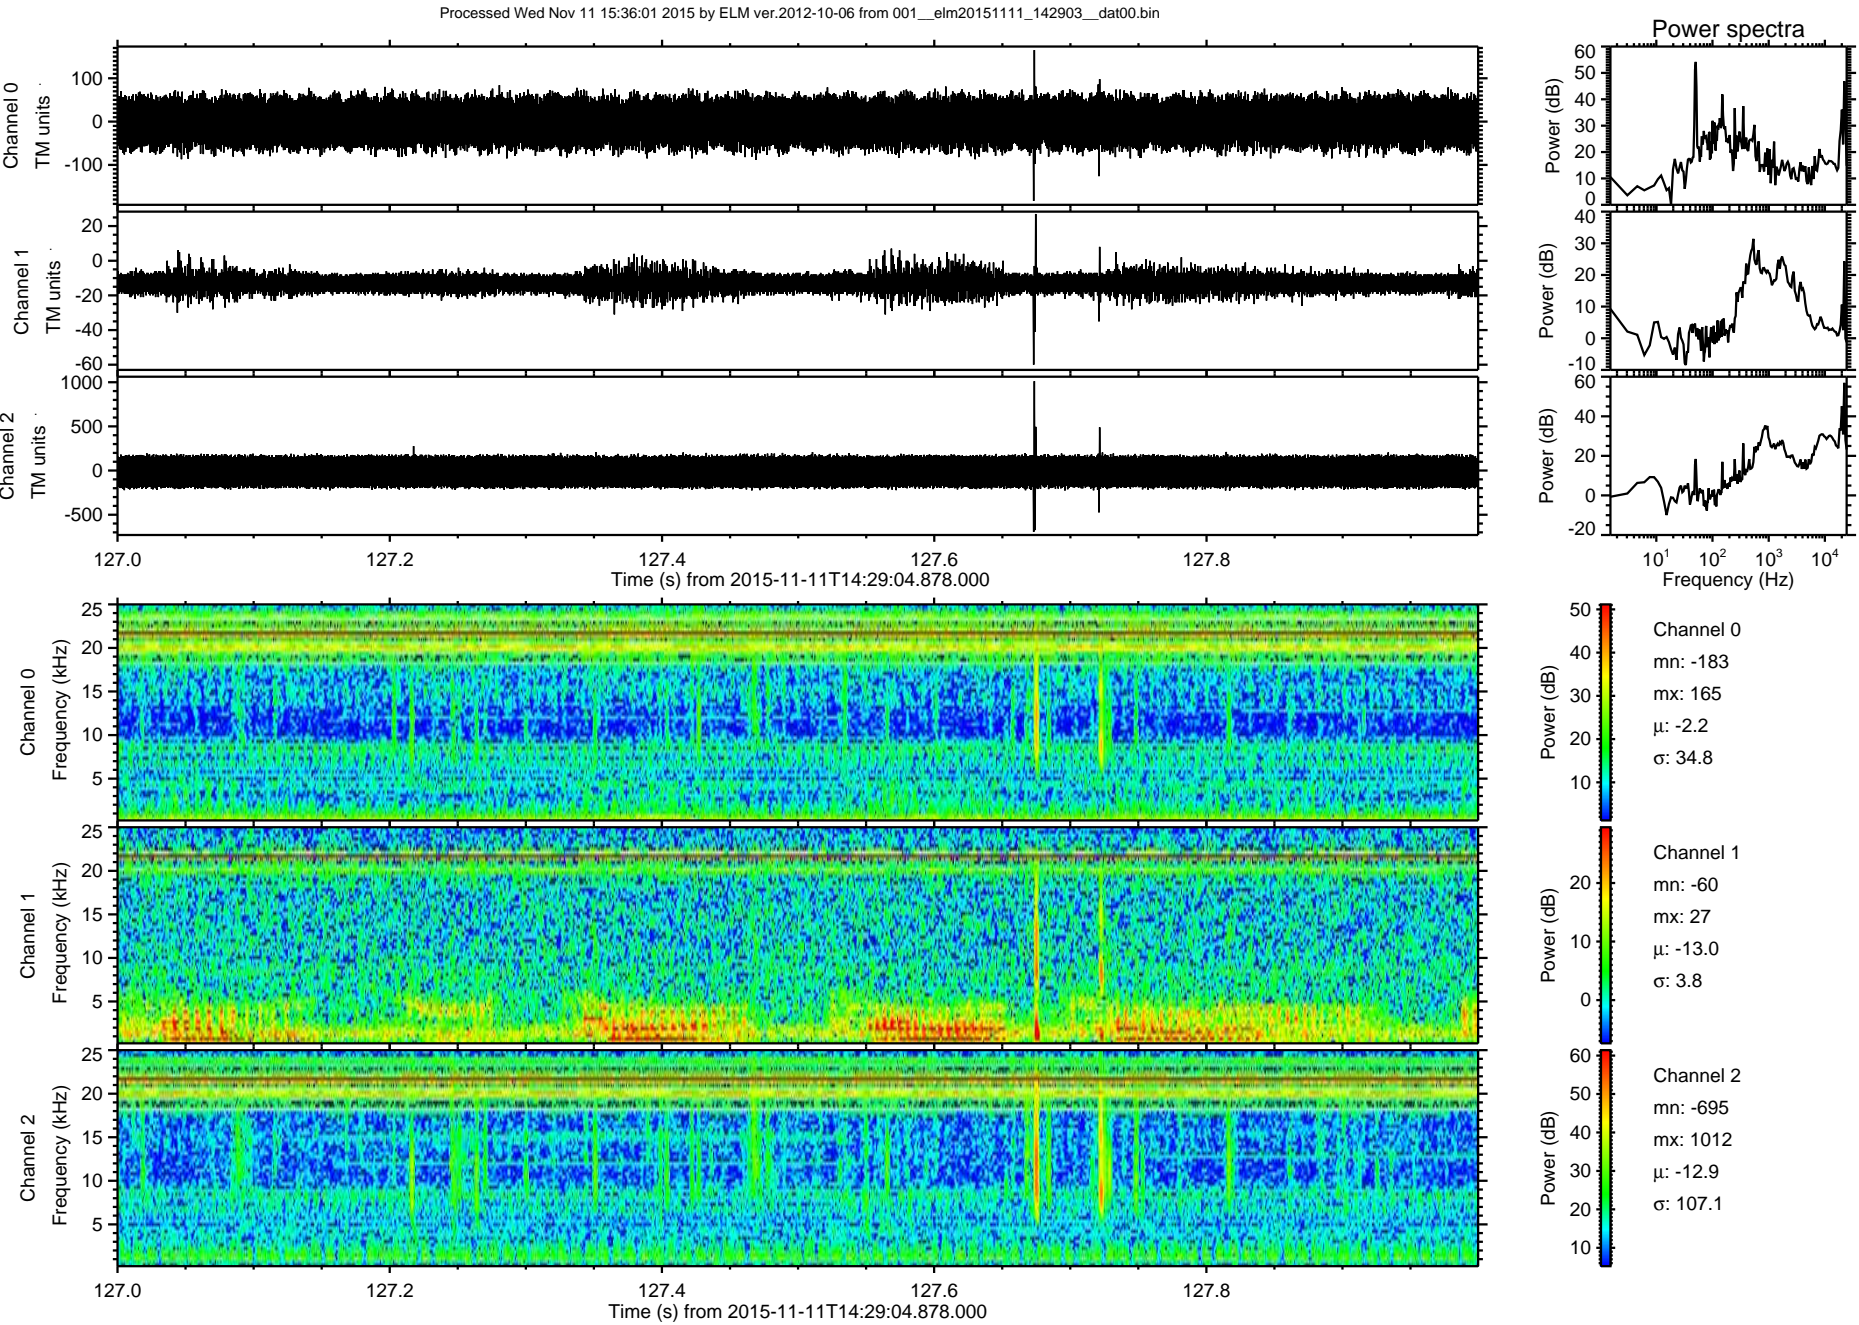 Processed Wed Nov 11 15:36:01 2015 by ELM ver.2012-10-06 from 001__elm20151111_142903__dat00.bin
Power spectra
Channel 0
TM units
100
0
-100
Power (dB)
60
50
40
30
20
10
0
Channel 1
TM units
20
0
-20
-40
-60
Power (dB)
40
30
20
10
0
-10
Channel 2
TM units
1000
500
0
-500
Power (dB)
60
40
20
0
-20
127.0 127.2 127.4 127.6 127.8
Time (s) from 2015-11-11T14:29:04.878.000
10^1 10^2 10^3 10^4
Frequency (Hz)
Channel 0
Frequency (kHz)
25
20
15
10
5
Power (dB)
50
40
30
20
10
Channel 0
mn: -183
mx: 165
μ: -2.2
σ: 34.8
Channel 1
Frequency (kHz)
25
20
15
10
5
Power (dB)
20
10
0
Channel 1
mn: -60
mx: 27
μ: -13.0
σ: 3.8
Channel 2
Frequency (kHz)
25
20
15
10
5
Power (dB)
60
50
40
30
20
10
Channel 2
mn: -695
mx: 1012
μ: -12.9
σ: 107.1
127.0 127.2 127.4 127.6 127.8
Time (s) from 2015-11-11T14:29:04.878.000